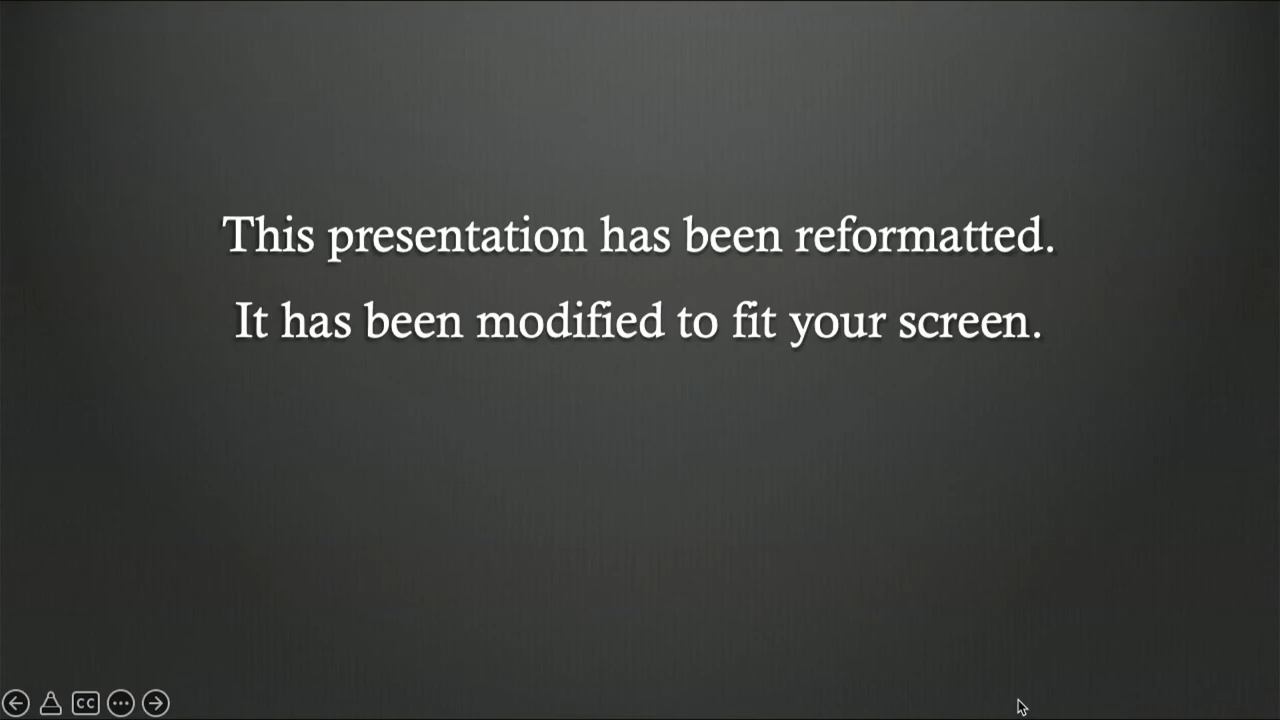 This presentation has been reformatted.
It has been modified to fit your screen.
CC